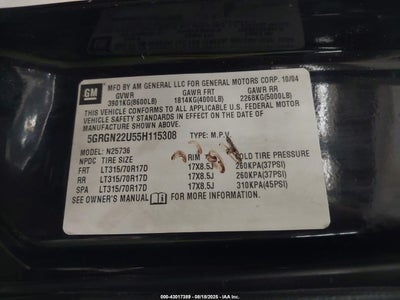 GM
MFD BY AM GENERAL LLC FOR GENERAL MOTORS CORP. 10/04
GVWR GAWR FRT GAWR RR
3901KG(8600LB) 1814KG(4000LB) 2268KG(5000LB)
THIS VEHICLE CONFORMS TO ALL APPLICABLE U.S. FEDERAL MOTOR
VEHICLE SAFETY STANDARDS IN EFFECT ON THE DATE OF
MANUFACTURE SHOWN ABOVE.
5GRGN22U55H115308 TYPE: M.P.V.
MODEL: N25736
NPDC TIRE SIZE RIM COLD TIRE PRESSURE
FRT LT315/70R17D 17X8.5J 260KPA(37PSI)
RR LT315/70R17D 17X8.5J 260KPA(37PSI)
SPA LT315/70R17D 17X8.5J 310KPA(45PSI)
SEE OWNER'S MANUAL FOR MORE INFORMATION.
000-43017389 - 08/18/2025 - IAA Inc.